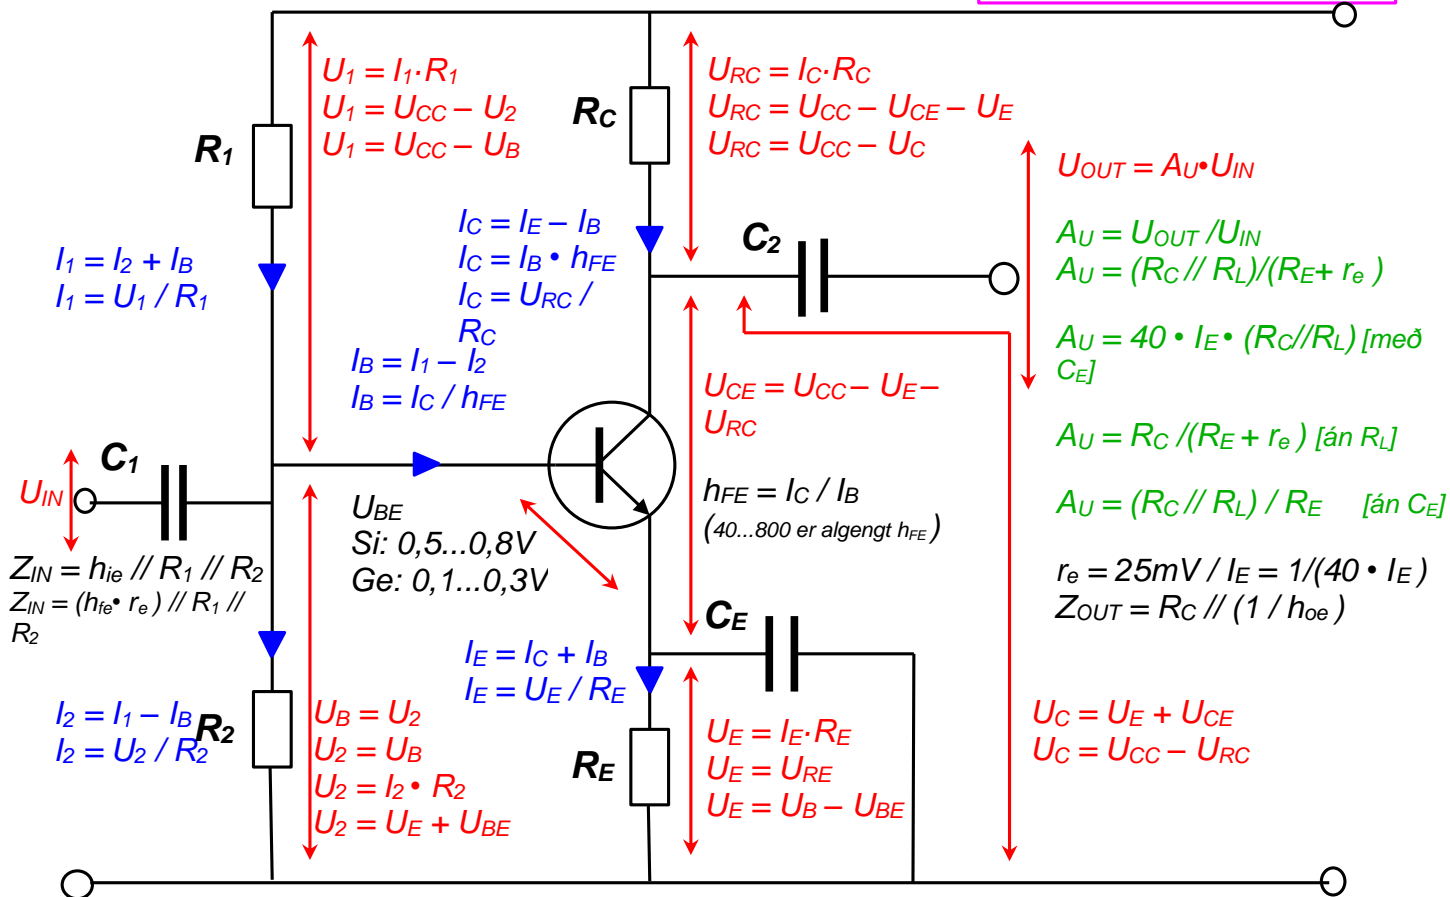 U1 = I1·R1
U1 = UCC – U2
U1 = UCC – UB
R1
URC = IC·RC
URC = UCC – UCE – UE
URC = UCC – UC
RC
UOUT = AU•UIN
AU = UOUT /UIN
AU = (RC // RL)/(RE+ re )
AU = 40 • IE • (RC//RL) [með
CE]
AU = RC /(RE + re ) [án RL]
AU = (RC // RL) / RE [án CE]
re = 25mV / IE = 1/(40 • IE )
ZOUT = RC // (1 / hoe )
I1 = I2 + IB
I1 = U1 / R1
IC = IE – IB
IC = IB • hFE
IC = URC /
RC
C2
IB = I1 – I2
IB = IC / hFE
UCE = UCC – UE –
URC
hFE = IC / IB
(40...800 er algengt hFE )
C1
UIN
UBE
Si: 0,5...0,8V
Ge: 0,1...0,3V
ZIN = hie // R1 // R2
ZIN = (hfe• re ) // R1 //
R2
CE
IE = IC + IB
IE = UE / RE
I2 = I1 – IB
I2 = U2 / R2
R2
UB = U2
U2 = UB
U2 = I2 • R2
U2 = UE + UBE
RE
UE = IE·RE
UE = URE
UE = UB – UBE
UC = UE + UCE
UC = UCC – URC